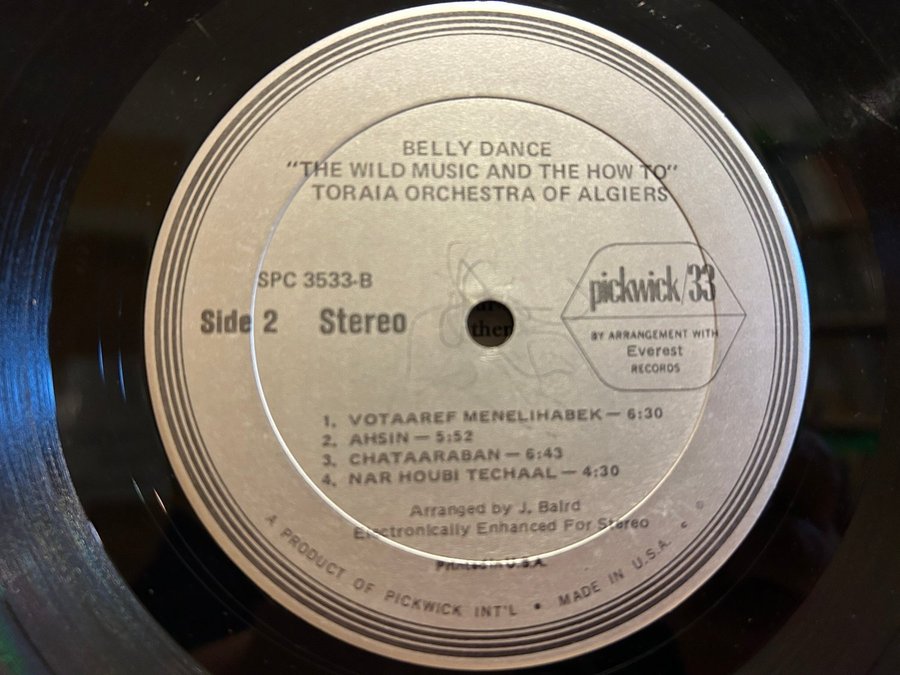 BELLY DANCE
"THE WILD MUSIC AND THE HOW TO"
TORAIA ORCHESTRA OF ALGIERS
SPC 3533-B
Side 2 Stereo
pickwick/33
BY ARRANGEMENT WITH
Everest
RECORDS
1. VOTAAREF MENELIHABEK — 6:30
2. AHSIN — 5:52
3. CHATAARABAN — 6:43
4. NAR HOUBI TECHAAL — 4:30
Arranged by J. Baird
Electronically Enhanced For Stereo
Printed in U.S.A.
A PRODUCT OF PICKWICK INT'L • MADE IN U.S.A.